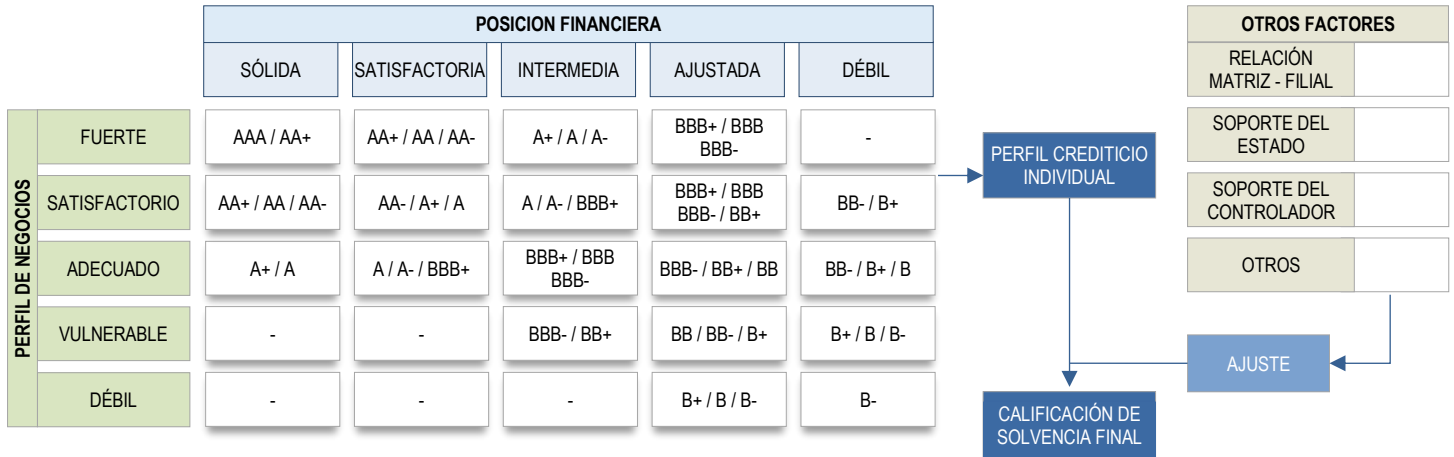 POSICION FINANCIERA
SÓLIDA
SATISFACTORIA
INTERMEDIA
AJUSTADA
DÉBIL
PERFIL DE NEGOCIOS
FUERTE
AAA / AA+
AA+ / AA / AA-
A+ / A / A-
BBB+ / BBB
BBB-
-
SATISFACTORIO
AA+ / AA / AA-
AA- / A+ / A
A / A- / BBB+
BBB+ / BBB
BBB- / BB+
BB- / B+
ADECUADO
A+ / A
A / A- / BBB+
BBB+ / BBB
BBB-
BBB- / BB+ / BB
BB- / B+ / B
VULNERABLE
-
-
BBB- / BB+
BB / BB- / B+
B+ / B / B-
DÉBIL
-
-
-
B+ / B / B-
B-
PERFIL CREDITICIO
INDIVIDUAL
CALIFICACIÓN DE
SOLVENCIA FINAL
OTROS FACTORES
RELACIÓN
MATRIZ - FILIAL
SOPORTE DEL
ESTADO
SOPORTE DEL
CONTROLADOR
OTROS
AJUSTE